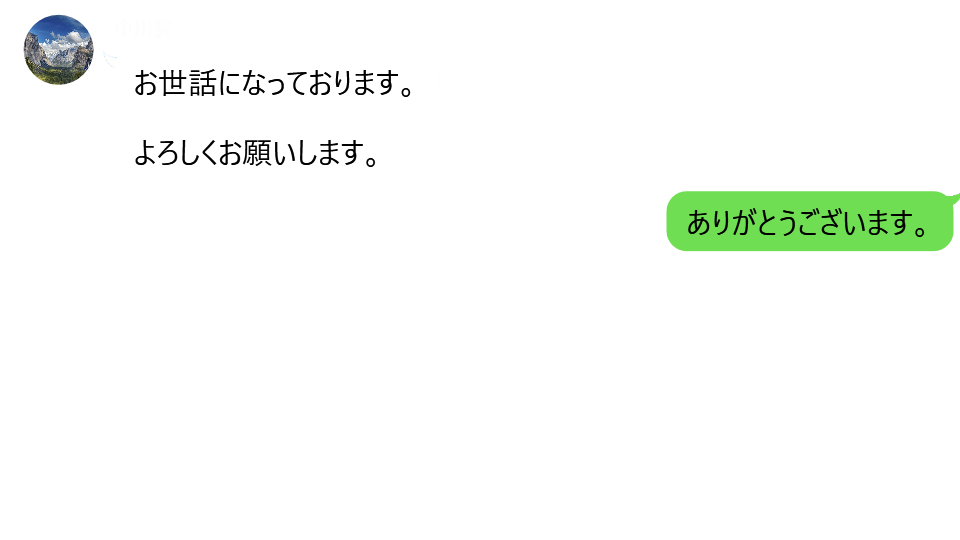 お世話になっております。
よろしくお願いします。
ありがとうございます。